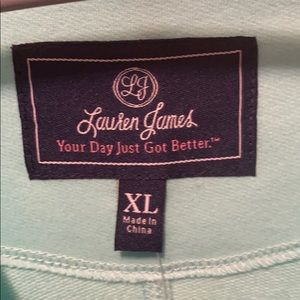 LJ
Lauren James
Your Day Just Got Better.™
XL
Made in
China